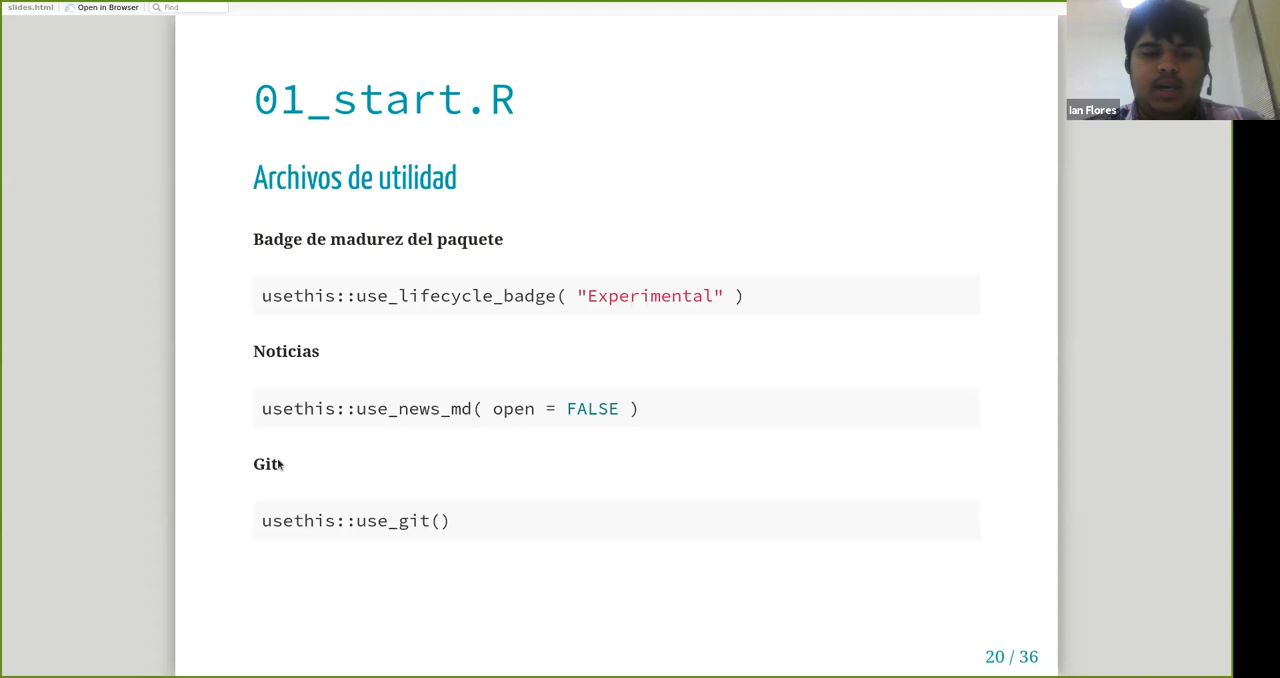 slides.html Open in Browser Find
Ian Flores
01_start.R
Archivos de utilidad
Badge de madurez del paquete
usethis::use_lifecycle_badge( "Experimental" )
Noticias
usethis::use_news_md( open = FALSE )
Git
usethis::use_git()
20 / 36